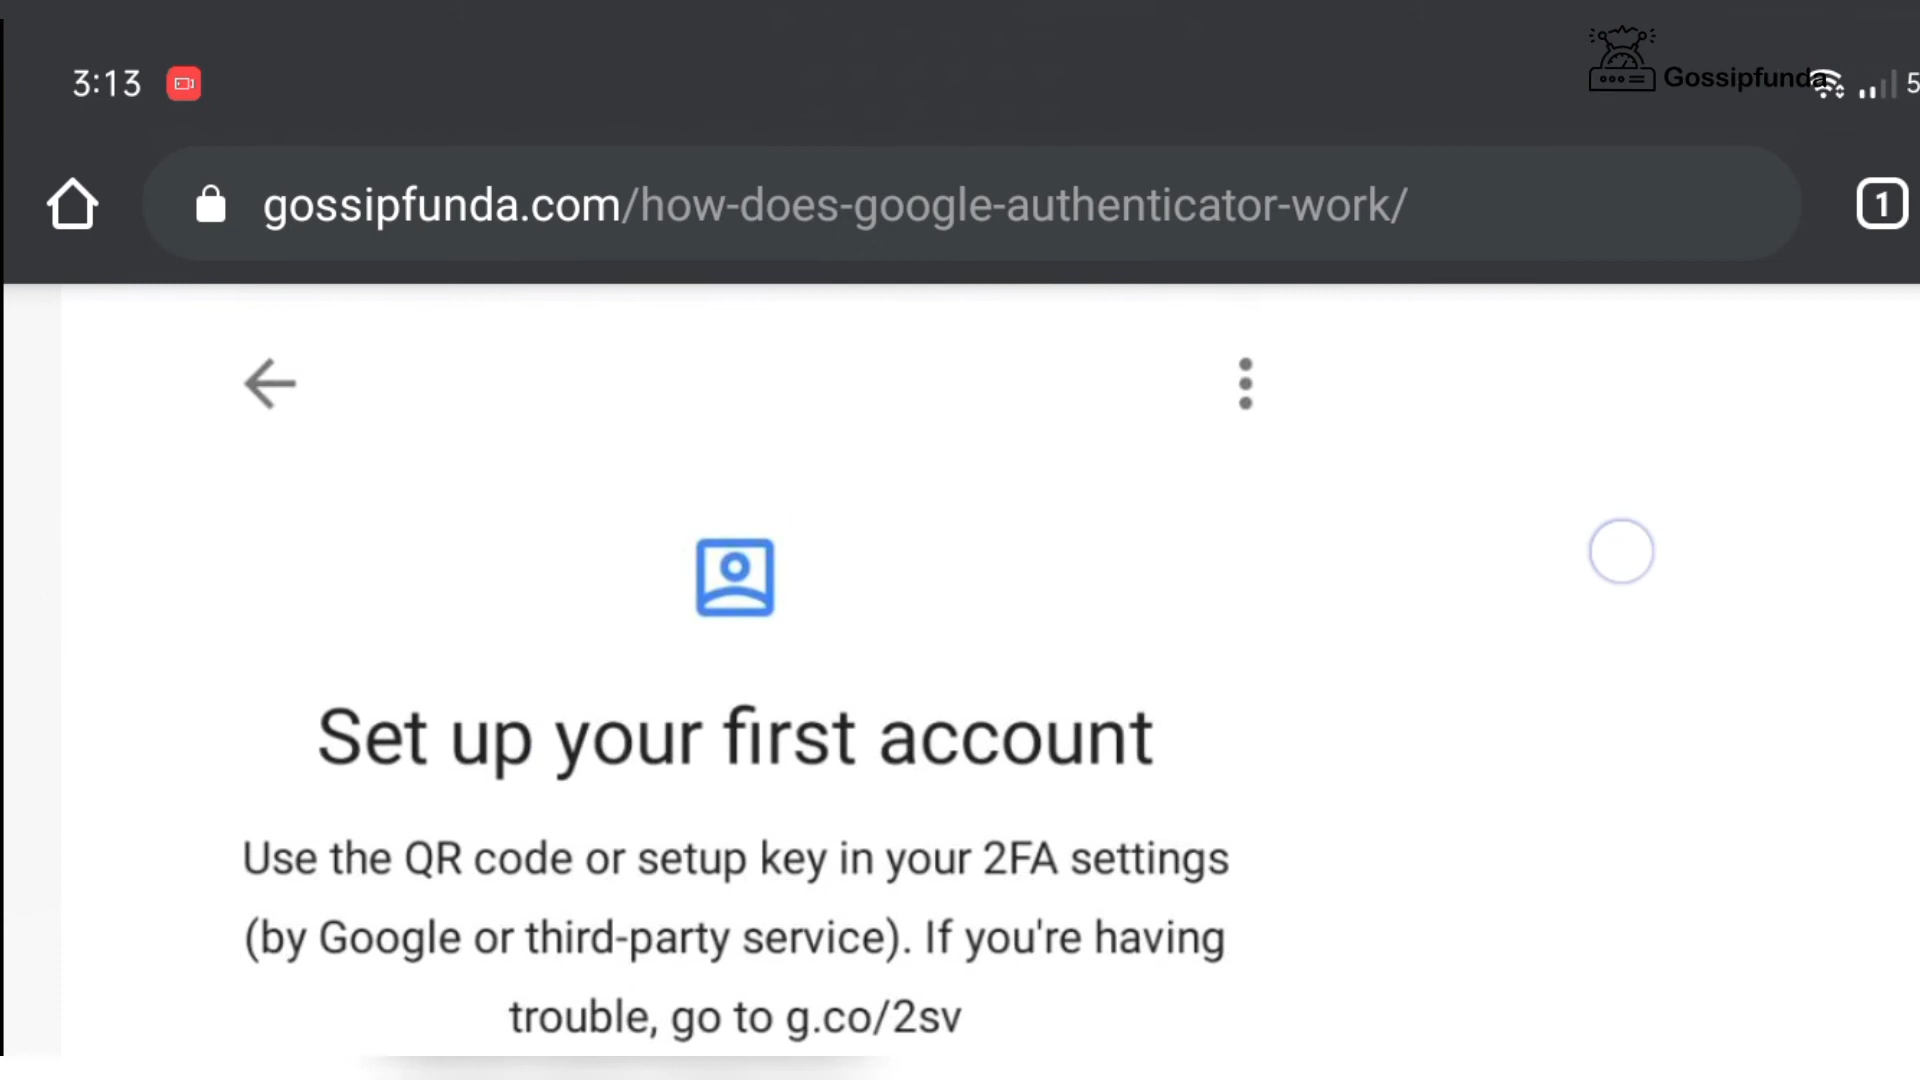 3:13
Gossipfunda
5
gossipfunda.com/how-does-google-authenticator-work/
1
Set up your first account
Use the QR code or setup key in your 2FA settings
(by Google or third-party service). If you're having
trouble, go to g.co/2sv